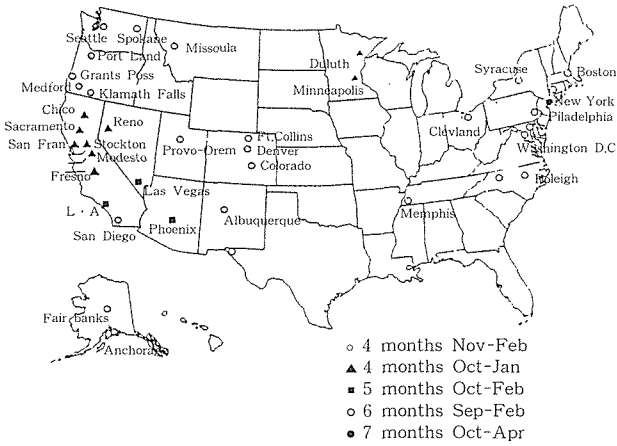 Seattle Spokane
Missoula
Port Land
Grants Poss
Medford
Klamath Falls
Duluth
Minneapolis
Syracuse
Boston
New York
Piladelphia
Clevland
Washington D,C
Chico
Reno
Sacramento
San Fran
Stockton
Modesto
Fresno
Provo-Orem
Ft,Collins
Denver
Colorado
Las Vegas
L・A
San Diego
Phoenix
Albuquerque
Memphis
Roleigh
Fair banks
Anchora
4 months Nov-Feb
4 months Oct-Jan
5 months Oct-Feb
6 months Sep-Feb
7 months Oct-Apr